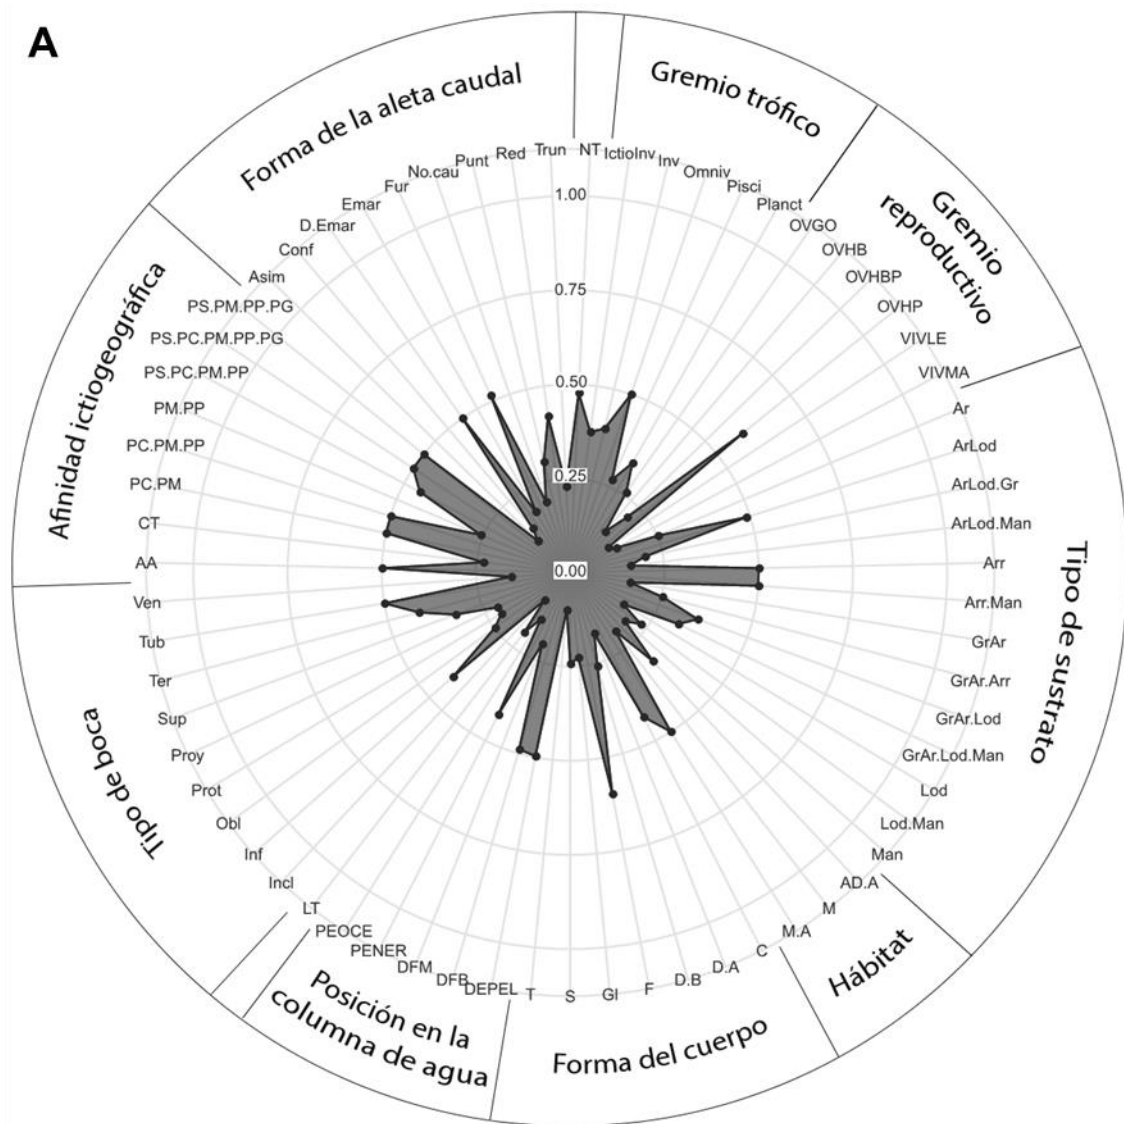 A
Forma de la aleta caudal
Gremio trófico
Gremio
reproductivo
Tipo de sustrato
Hábitat
Forma del cuerpo
Posición en la
columna de agua
Tipo de boca
Afinidad ictiogeográfica
NT
IctioInv
Inv
Omniv
Pisci
Planct
OVGO
OVHB
OVHBP
OVHP
VIVLE
VIVMA
Ar
ArLod
ArLod.Gr
ArLod.Man
Arr
Arr.Man
GrAr
GrAr.Arr
GrAr.Lod
GrAr.Lod.Man
Lod
Lod.Man
Man
AD.A
M
M.A
C
D.A
D.B
F
Gl
S
T
DEPEL
DFB
DFM
PENER
PEOCE
LT
Incl
Inf
Obl
Prot
Proy
Sup
Ter
Tub
Ven
AA
CT
PC.PM
PC.PM.PP
PM.PP
PS.PC.PM.PP
PS.PC.PM.PP.PG
PS.PM.PP.PG
Asim
Conf
D.Emar
Emar
Fur
No.cau
Punt
Red
Trun
1.00
0.75
0.50
0.25
0.00